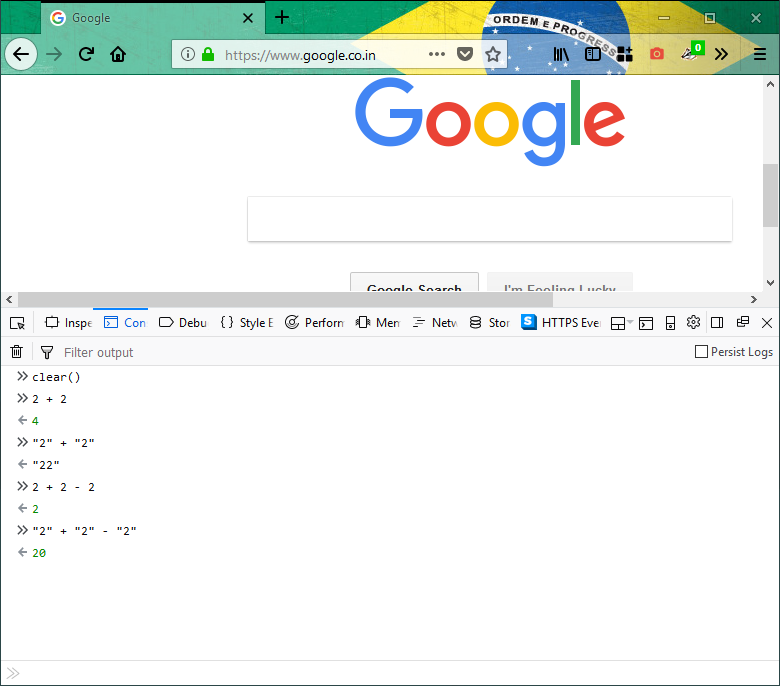 Google
ORDEM E PROGRESS
https://www.google.co.in
0
Google
Google Search
I'm Feeling Lucky
Inspe
Con
Debu
{ } Style E
Perform
Mem
Netw
Stor
S HTTPS Eve
Filter output
Persist Logs
clear()
2 + 2
4
"2" + "2"
"22"
2 + 2 - 2
2
"2" + "2" - "2"
20